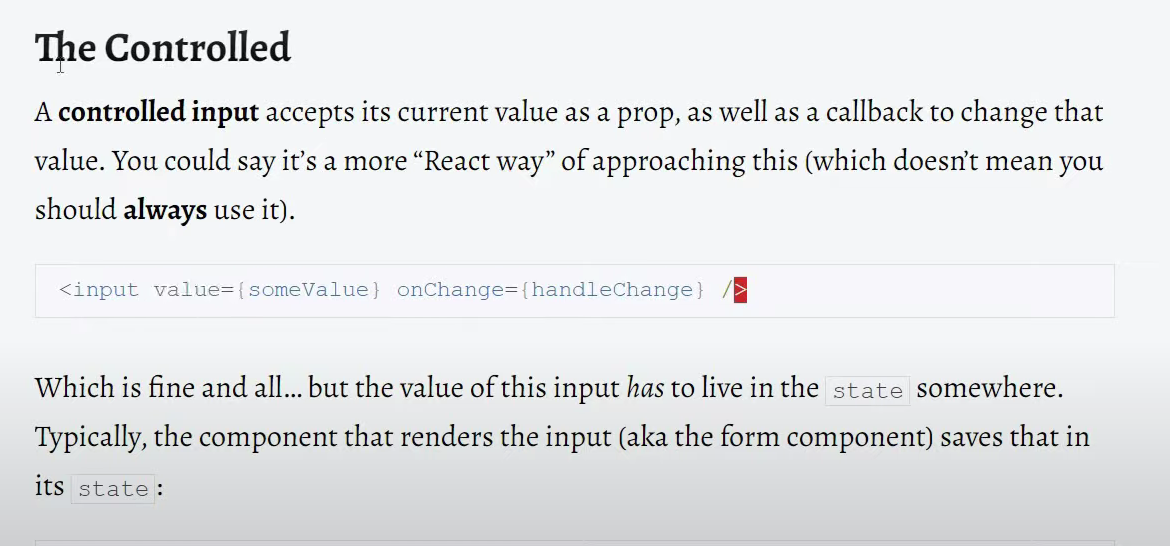 The Controlled
A controlled input accepts its current value as a prop, as well as a callback to change that
value. You could say it’s a more “React way” of approaching this (which doesn’t mean you
should always use it).
<input value={someValue} onChange={handleChange} />
Which is fine and all… but the value of this input has to live in the state somewhere.
Typically, the component that renders the input (aka the form component) saves that in
its state: